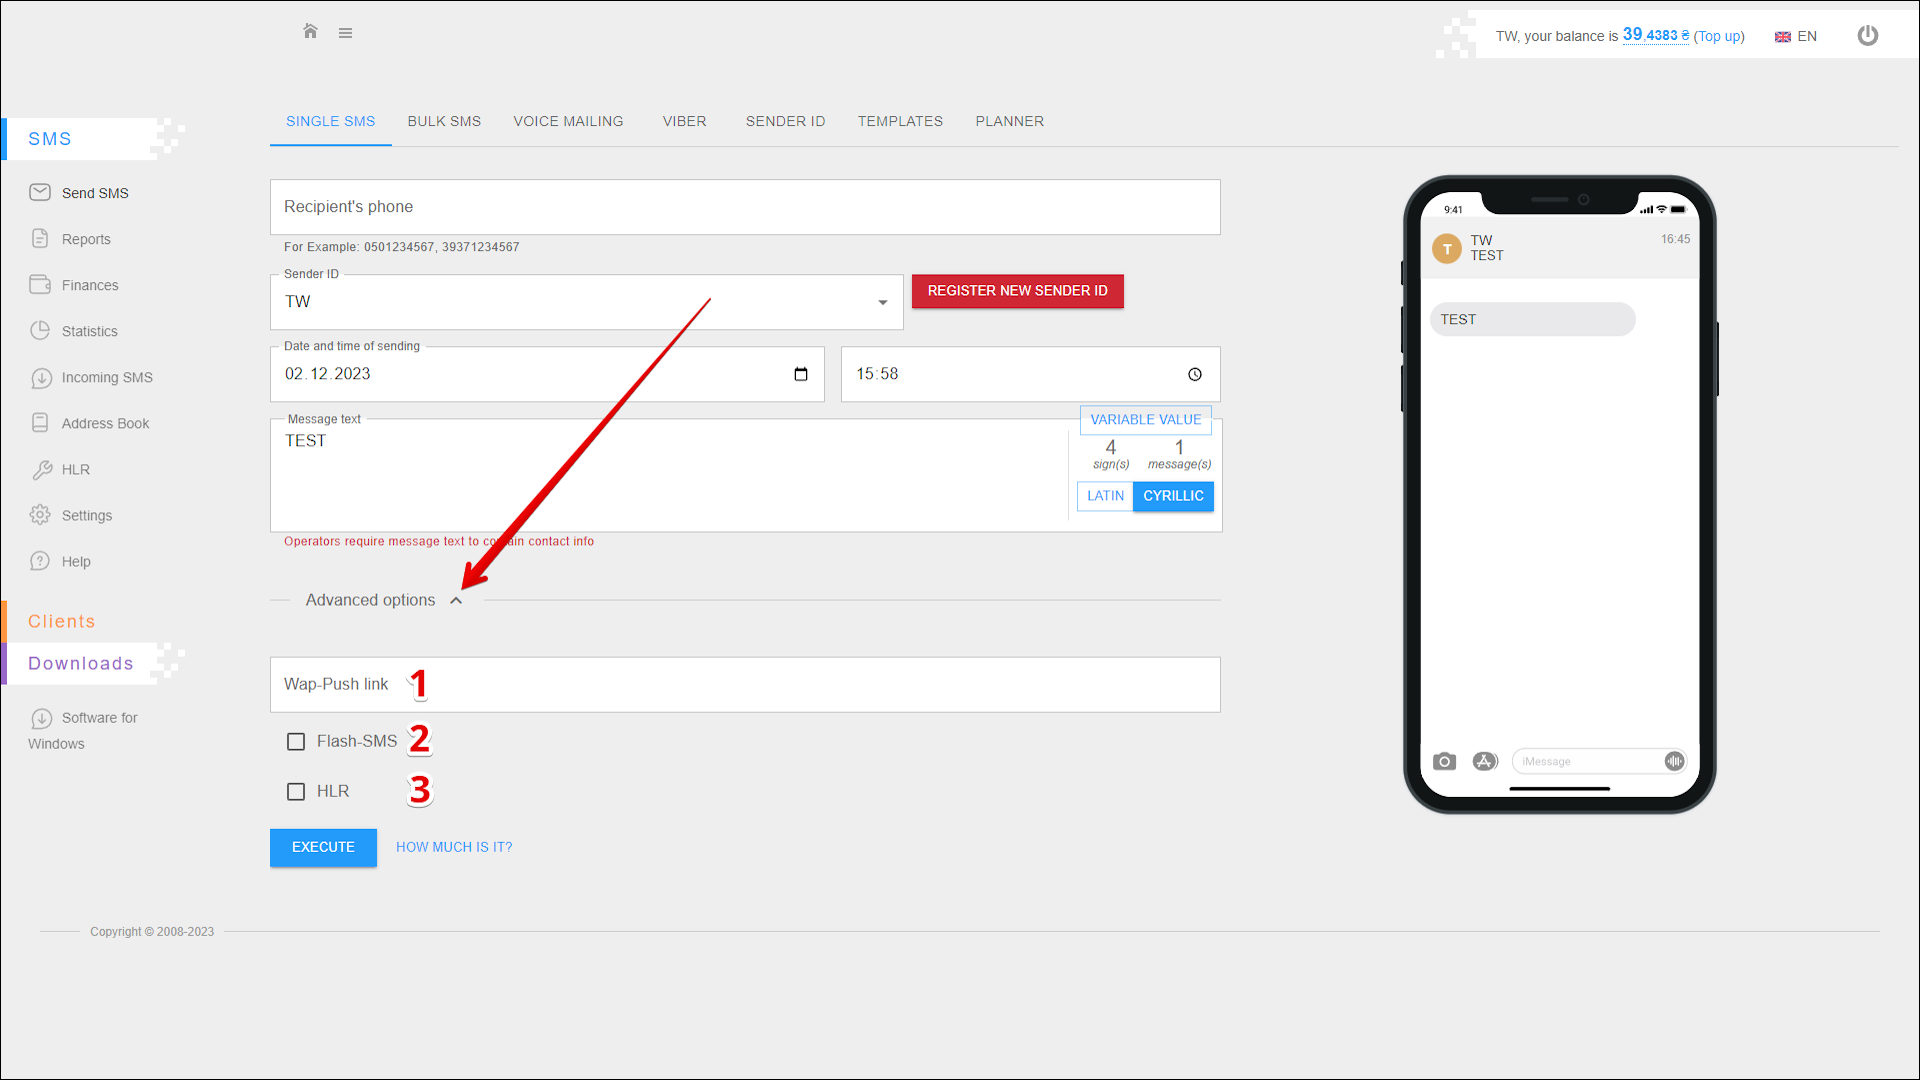 TW, your balance is 39,4383 ₴ (Top up)
EN
SMS
Send SMS
Reports
Finances
Statistics
Incoming SMS
Address Book
HLR
Settings
Help
Clients
Downloads
Software for
Windows
SINGLE SMS BULK SMS VOICE MAILING VIBER SENDER ID TEMPLATES PLANNER
Recipient's phone
For Example: 0501234567, 39371234567
Sender ID
TW
REGISTER NEW SENDER ID
Date and time of sending
02.12.2023
15:58
Message text
TEST
VARIABLE VALUE
4 1
sign(s) message(s)
LATIN CYRILLIC
Operators require message text to contain contact info
Advanced options
Wap-Push link 1
Flash-SMS 2
HLR 3
EXECUTE HOW MUCH IS IT?
9:41
T
TW
TEST
16:45
TEST
iMessage
Copyright © 2008-2023